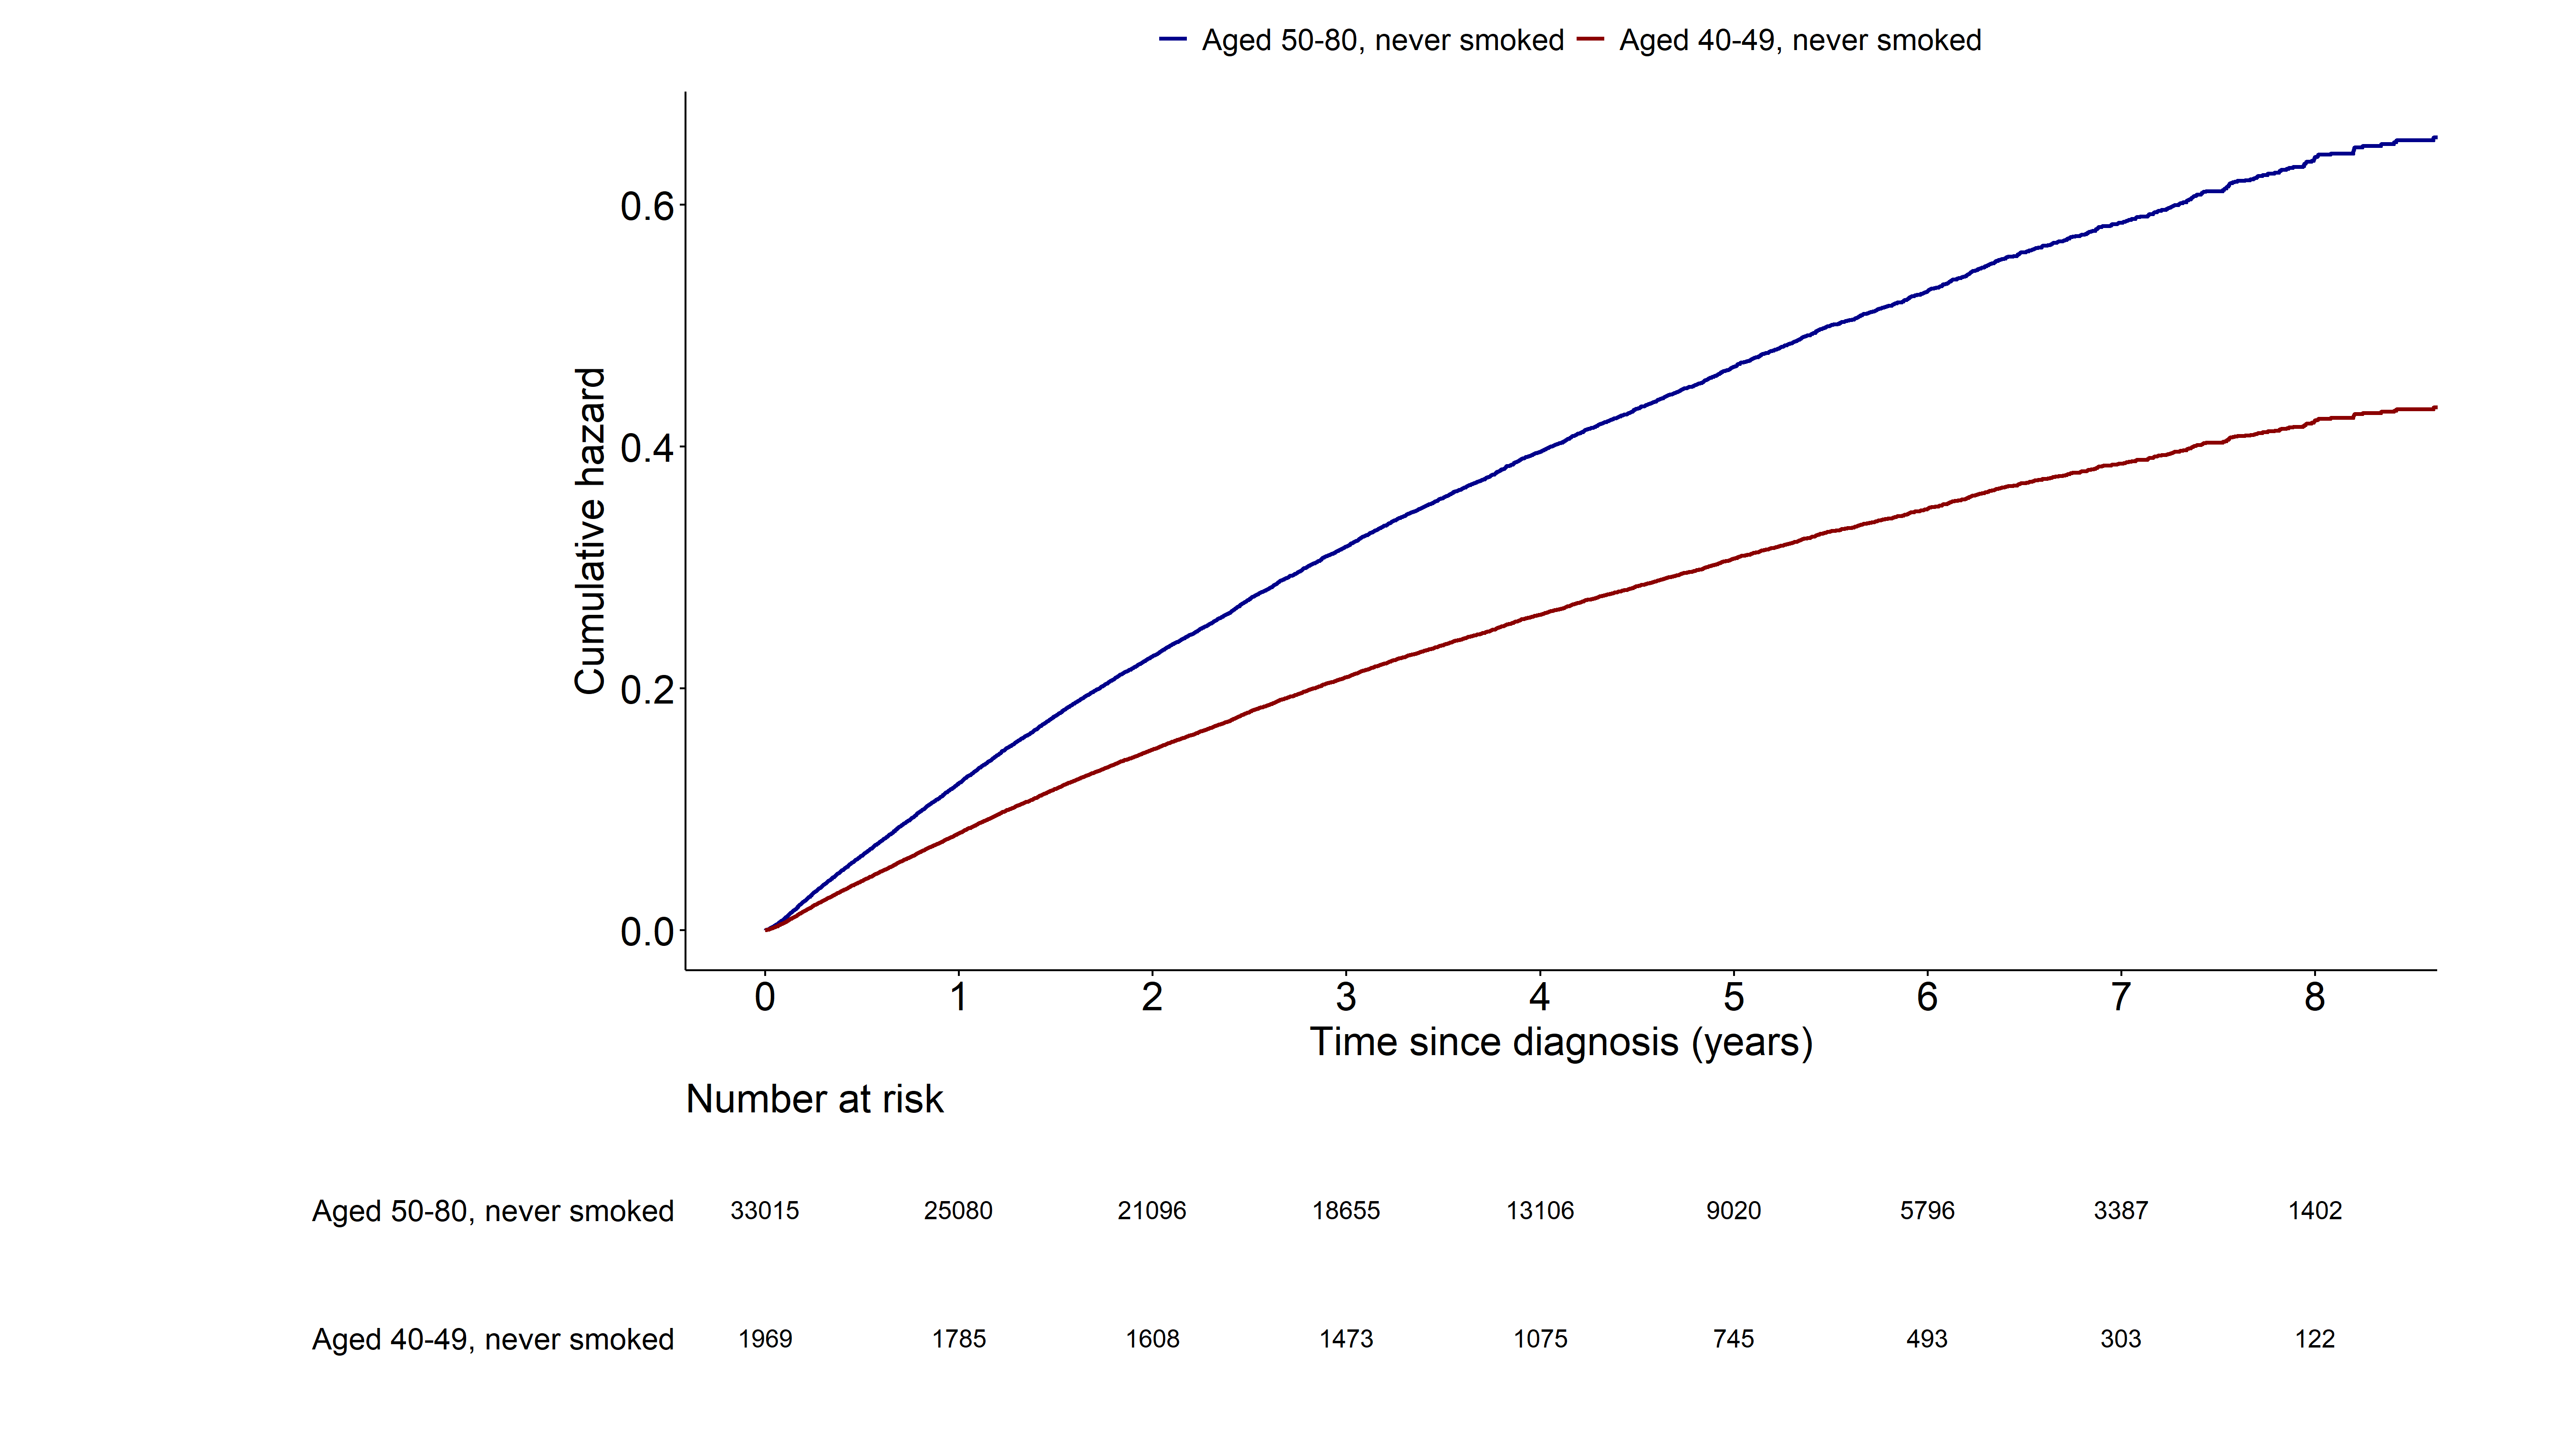 Aged 50-80, never smoked Aged 40-49, never smoked
Cumulative hazard
0.6
0.4
0.2
0.0
0 1 2 3 4 5 6 7 8
Time since diagnosis (years)
Number at risk
Aged 50-80, never smoked 33015 25080 21096 18655 13106 9020 5796 3387 1402
Aged 40-49, never smoked 1969 1785 1608 1473 1075 745 493 303 122